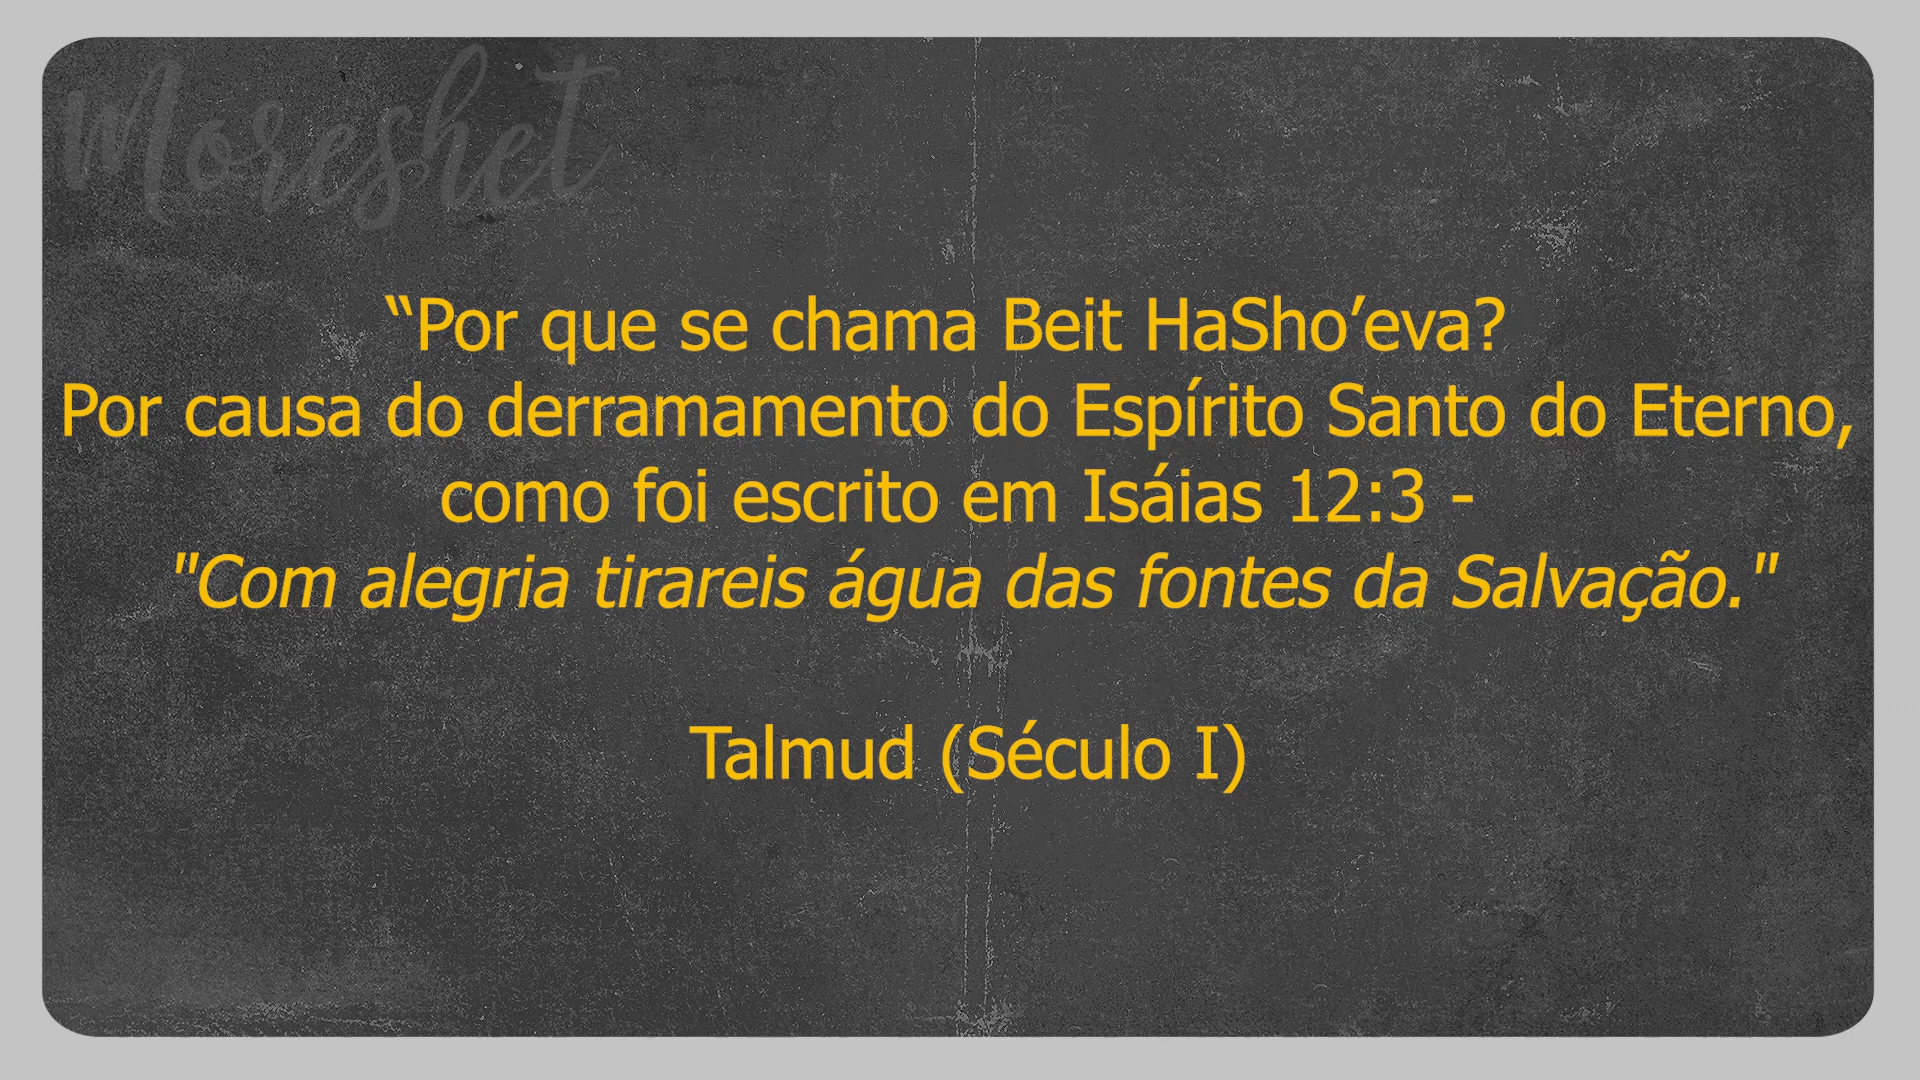 Moreshet
“Por que se chama Beit HaSho’eva?
Por causa do derramamento do Espírito Santo do Eterno,
como foi escrito em Isáias 12:3 -
"Com alegria tirareis água das fontes da Salvação."
Talmud (Século I)